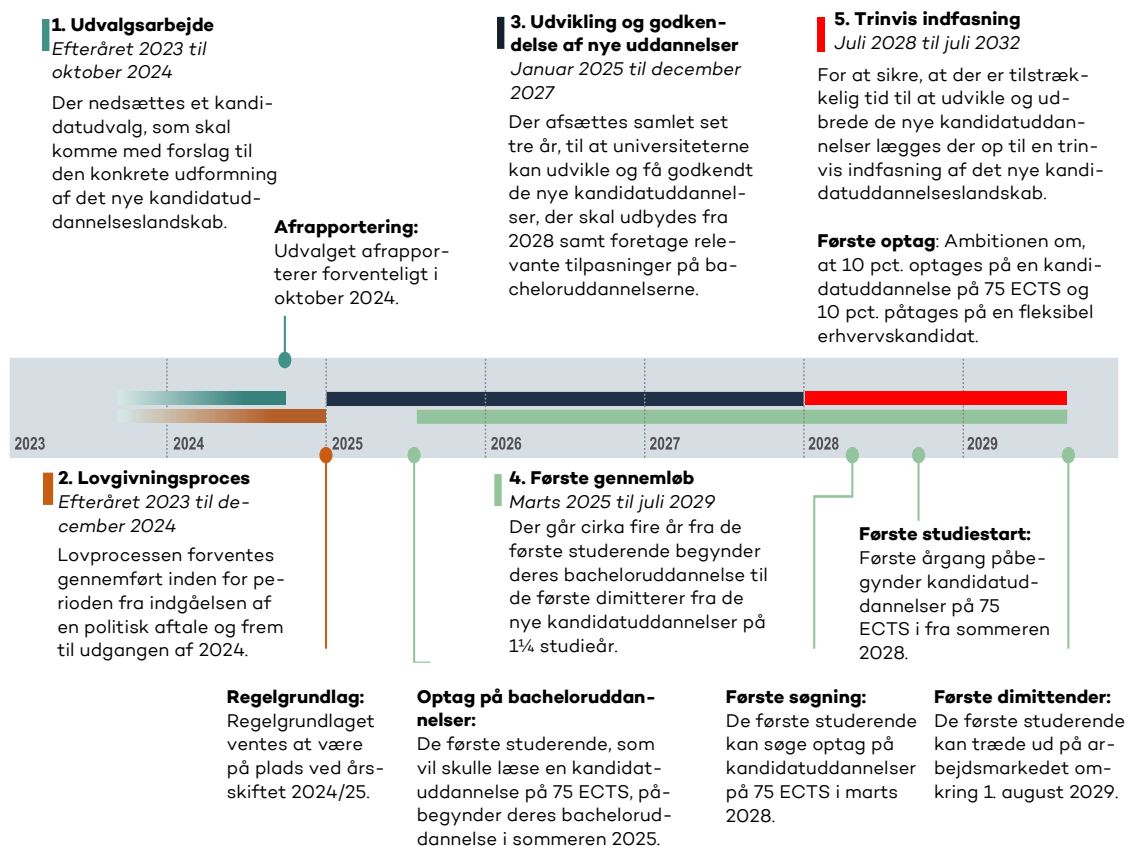 1. Udvalgsarbejde
Efteråret 2023 til
oktober 2024
Der nedsættes et kandi-
datudvalg, som skal
komme med forslag til
den konkrete udformning
af det nye kandidatud-
dannelseslandskab.
Afrapportering:
Udvalget afrappor-
terer forventeligt i
oktober 2024.
3. Udvikling og godken-
delse af nye uddannelser
Januar 2025 til december
2027
Der afsættes samlet set
tre år, til at universiteterne
kan udvikle og få godkendt
de nye kandidatuddannel-
ser, der skal udbydes fra
2028 samt foretage rele-
vante tilpasninger på ba-
cheloruddannelserne.
5. Trinvis indfasning
Juli 2028 til juli 2032
For at sikre, at der er tilstræk-
kelig tid til at udvikle og ud-
brede de nye kandidatuddan-
nelser lægges der op til en trin-
vis indfasning af det nye kandi-
datuddannelseslandskab.
Første optag: Ambitionen om,
at 10 pct. optages på en kandi-
datuddannelse på 75 ECTS og
10 pct. påtages på en fleksibel
erhvervskandidat.
2023 2024 2025 2026 2027 2028 2029
2. Lovgivningsproces
Efteråret 2023 til de-
cember 2024
Lovprocessen forventes
gennemført inden for pe-
rioden fra indgåelsen af
en politisk aftale og frem
til udgangen af 2024.
4. Første gennemløb
Marts 2025 til juli 2029
Der går cirka fire år fra de
første studerende begynder
deres bacheloruddannelse til
de første dimitterer fra de
nye kandidatuddannelser på
1¼ studieår.
Første studiestart:
Første årgang påbe-
gynder kandidatud-
dannelser på 75
ECTS i fra sommeren
2028.
Regelgrundlag:
Regelgrundlaget
ventes at være
på plads ved års-
skiftet 2024/25.
Optag på bacheloruddan-
nelser:
De første studerende, som
vil skulle læse en kandidat-
uddannelse på 75 ECTS, på-
begynder deres bachelorud-
dannelse i sommeren 2025.
Første søgning:
De første studerende
kan søge optag på
kandidatuddannelser
på 75 ECTS i marts
2028.
Første dimittender:
De første studerende
kan træde ud på ar-
bejdsmarkedet om-
kring 1. august 2029.